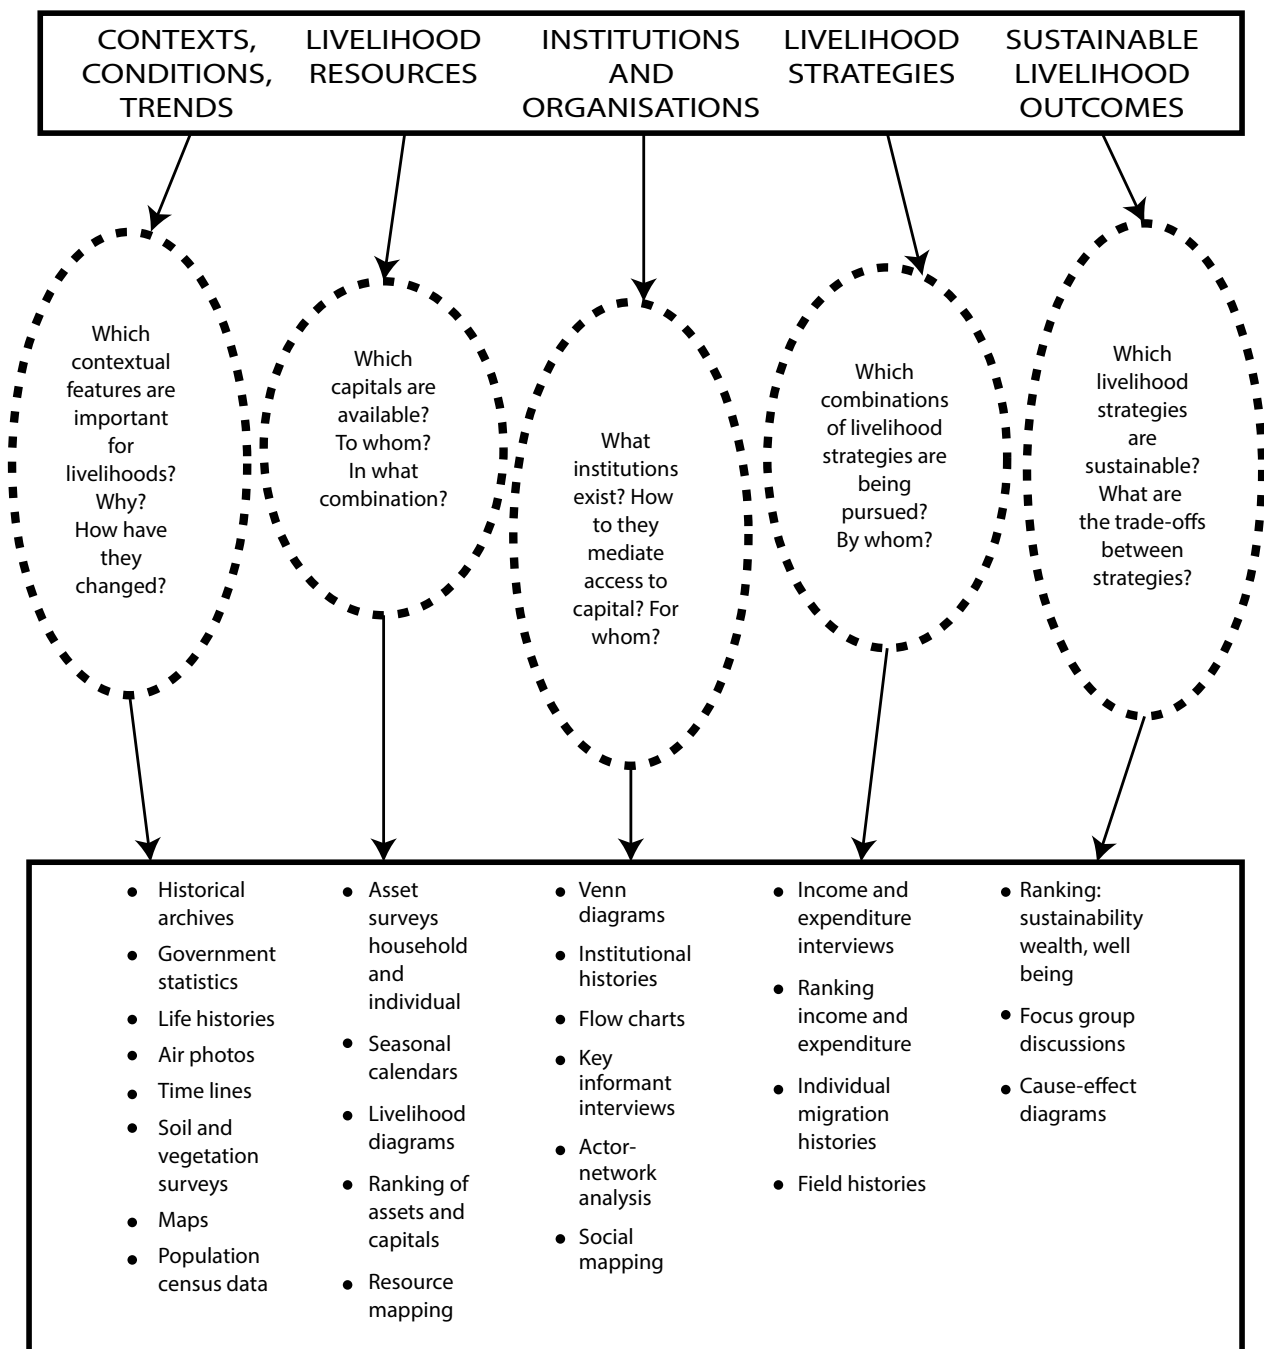 CONTEXTS,
CONDITIONS,
TRENDS
LIVELIHOOD
RESOURCES
INSTITUTIONS
AND
ORGANISATIONS
LIVELIHOOD
STRATEGIES
SUSTAINABLE
LIVELIHOOD
OUTCOMES
Which
contextual
features are
important
for
livelihoods?
Why?
How have
they
changed?
Which
capitals are
available?
To whom?
In what
combination?
What
institutions
exist? How
to they
mediate
access to
capital? For
whom?
Which
combinations
of livelihood
strategies are
being
pursued?
By whom?
Which
livelihood
strategies
are
sustainable?
What are
the trade-offs
between
strategies?
• Historical
archives
• Government
statistics
• Life histories
• Air photos
• Time lines
• Soil and
vegetation
surveys
• Maps
• Population
census data
• Asset
surveys
household
and
individual
• Seasonal
calendars
• Livelihood
diagrams
• Ranking of
assets and
capitals
• Resource
mapping
• Venn
diagrams
• Institutional
histories
• Flow charts
• Key
informant
interviews
• Actor-
network
analysis
• Social
mapping
• Income and
expenditure
interviews
• Ranking
income and
expenditure
• Individual
migration
histories
• Field histories
• Ranking:
sustainability
wealth, well
being
• Focus group
discussions
• Cause-effect
diagrams